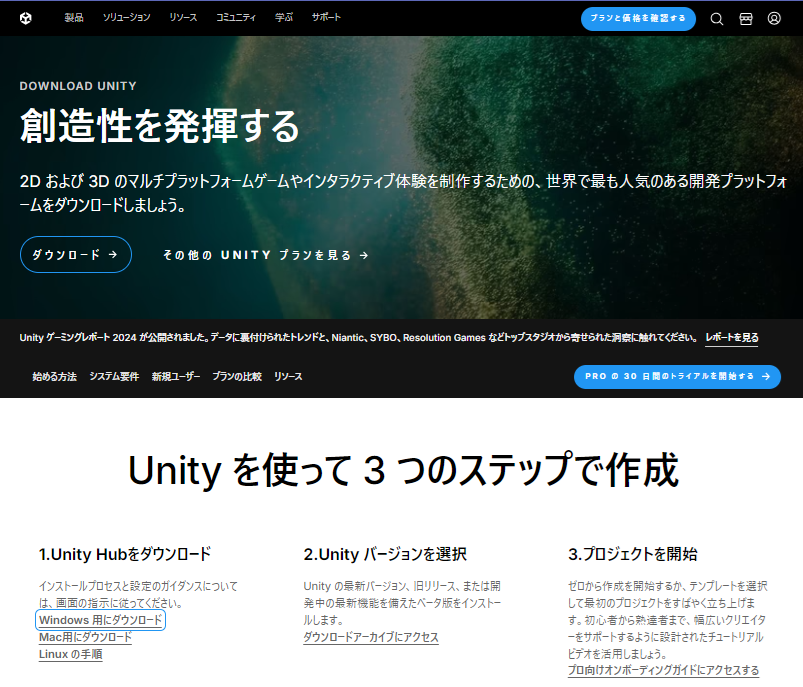 製品 ソリューション リソース コミュニティ 学ぶ サポート プランと価格を確認する
DOWNLOAD UNITY
創造性を発揮する
2D および 3D のマルチプラットフォームゲームやインタラクティブ体験を制作するための、世界で最も人気のある開発プラットフォ
ームをダウンロードしましょう。
ダウンロード → その他の UNITY プランを見る →
Unity ゲーミングレポート 2024 が公開されました。データに裏付けられたトレンドと、Niantic、SYBO、Resolution Games などトップスタジオから寄せられた洞察に触れてください。 レポートを見る
始める方法 システム要件 新規ユーザー プランの比較 リソース PRO の 30 日間のトライアルを開始する →
Unity を使って 3 つのステップで作成
1.Unity Hubをダウンロード
インストールプロセスと設定のガイダンスについて
は、画面の指示に従ってください。
Windows 用にダウンロード
Mac用にダウンロード
Linux の手順
2.Unity バージョンを選択
Unity の最新バージョン、旧リリース、または開
発中の最新機能を備えたベータ版をインストー
ルします。
ダウンロードアーカイブにアクセス
3.プロジェクトを開始
ゼロから作成を開始するか、テンプレートを選択
して最初のプロジェクトをすばやく立ち上げま
す。初心者から熟達者まで、幅広いクリエイタ
ーをサポートするように設計されたチュートリアル
ビデオを活用しましょう。
プロ向けオンボーディングガイドにアクセスする